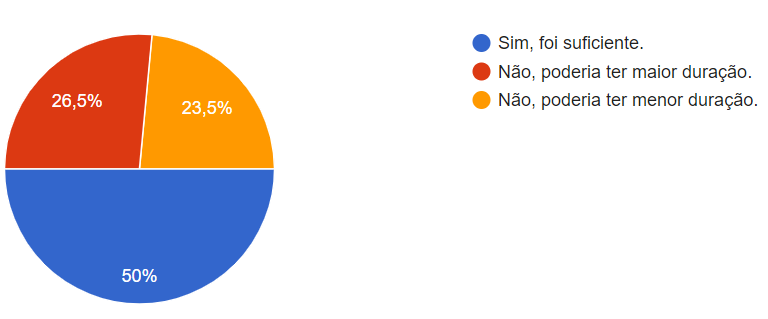 26,5%
23,5%
50%
Sim, foi suficiente.
Não, poderia ter maior duração.
Não, poderia ter menor duração.